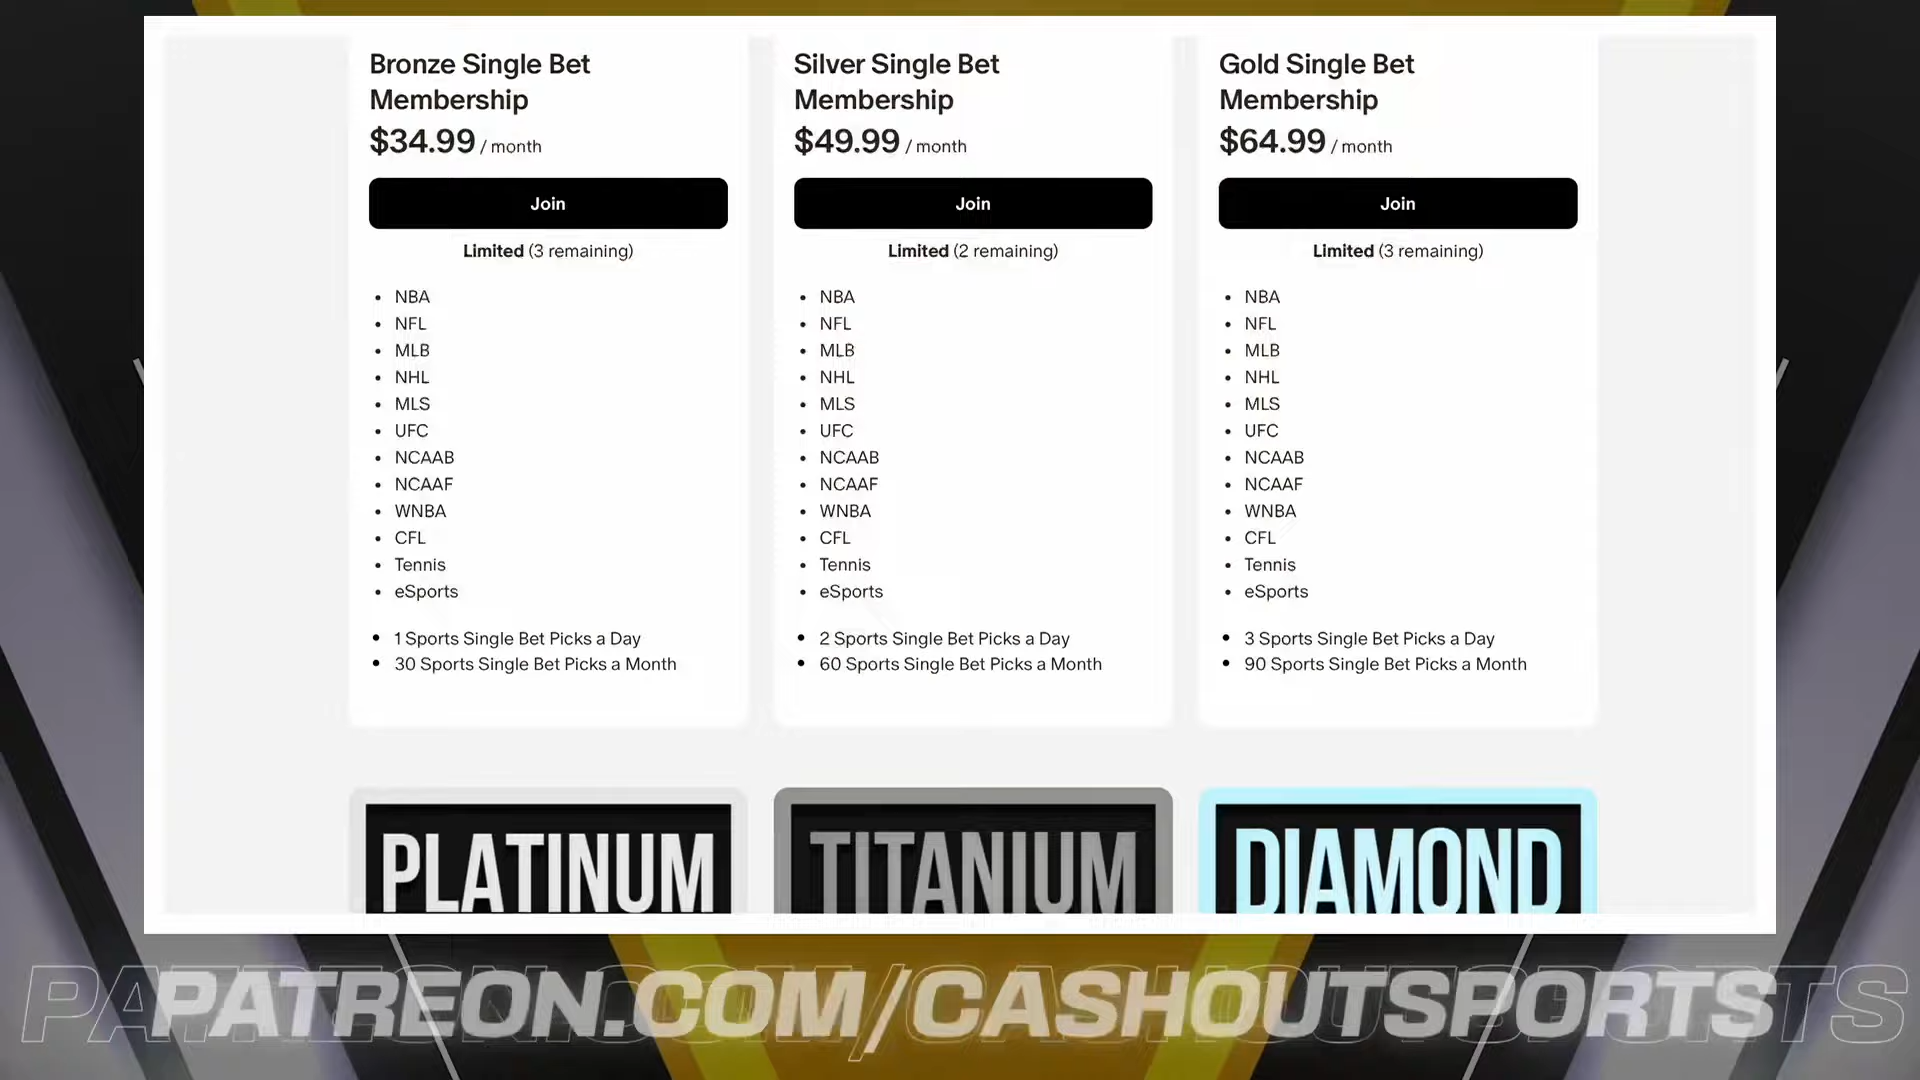 Bronze Single Bet
Membership
$34.99 / month
Join
Limited (3 remaining)
• NBA
• NFL
• MLB
• NHL
• MLS
• UFC
• NCAAB
• NCAAF
• WNBA
• CFL
• Tennis
• eSports
• 1 Sports Single Bet Picks a Day
• 30 Sports Single Bet Picks a Month
Silver Single Bet
Membership
$49.99 / month
Join
Limited (2 remaining)
• NBA
• NFL
• MLB
• NHL
• MLS
• UFC
• NCAAB
• NCAAF
• WNBA
• CFL
• Tennis
• eSports
• 2 Sports Single Bet Picks a Day
• 60 Sports Single Bet Picks a Month
Gold Single Bet
Membership
$64.99 / month
Join
Limited (3 remaining)
• NBA
• NFL
• MLB
• NHL
• MLS
• UFC
• NCAAB
• NCAAF
• WNBA
• CFL
• Tennis
• eSports
• 3 Sports Single Bet Picks a Day
• 90 Sports Single Bet Picks a Month
PLATINUM
TITANIUM
DIAMOND
PATREON.COM/CASHOUTSPORTS